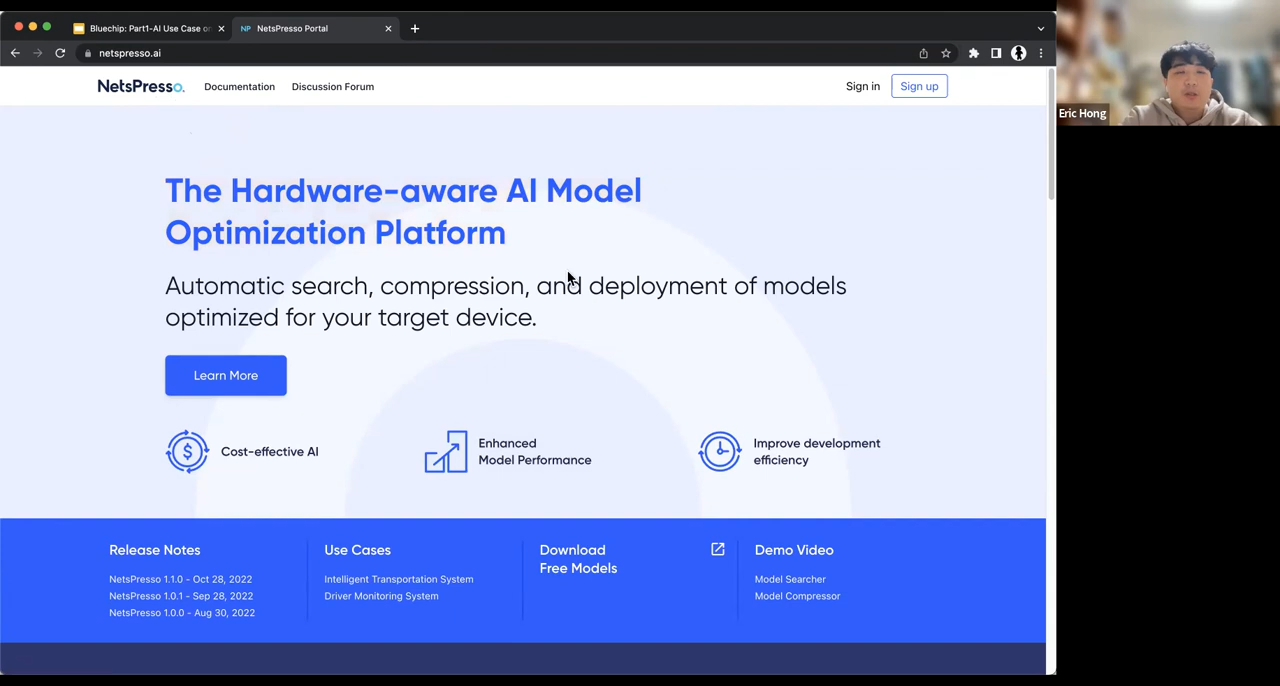 Bluechip: Part1-AI Use Case on
NP NetsPresso Portal
netspresso.ai
NetsPresso.
Documentation
Discussion Forum
Sign in
Sign up
Eric Hong
The Hardware-aware AI Model
Optimization Platform
Automatic search, compression, and deployment of models
optimized for your target device.
Learn More
Cost-effective AI
Enhanced
Model Performance
Improve development
efficiency
Release Notes
NetsPresso 1.1.0 - Oct 28, 2022
NetsPresso 1.0.1 - Sep 28, 2022
NetsPresso 1.0.0 - Aug 30, 2022
Use Cases
Intelligent Transportation System
Driver Monitoring System
Download
Free Models
Demo Video
Model Searcher
Model Compressor